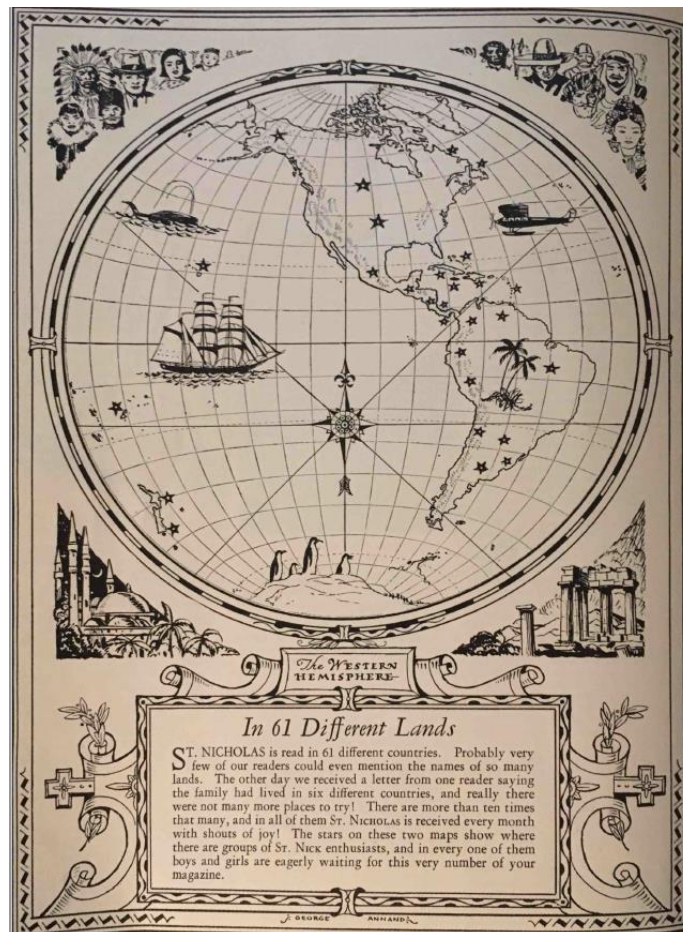 The WESTERN
HEMISPHERE
In 61 Different Lands
ST. NICHOLAS is read in 61 different countries. Probably very
few of our readers could even mention the names of so many
lands. The other day we received a letter from one reader saying
the family had lived in six different countries, and really there
were not many more places to try! There are more than ten times
that many, and in all of them ST. NICHOLAS is received every month
with shouts of joy! The stars on these two maps show where
there are groups of ST. NICK enthusiasts, and in every one of them
boys and girls are eagerly waiting for this very number of your
magazine.
GEORGE ANNAND